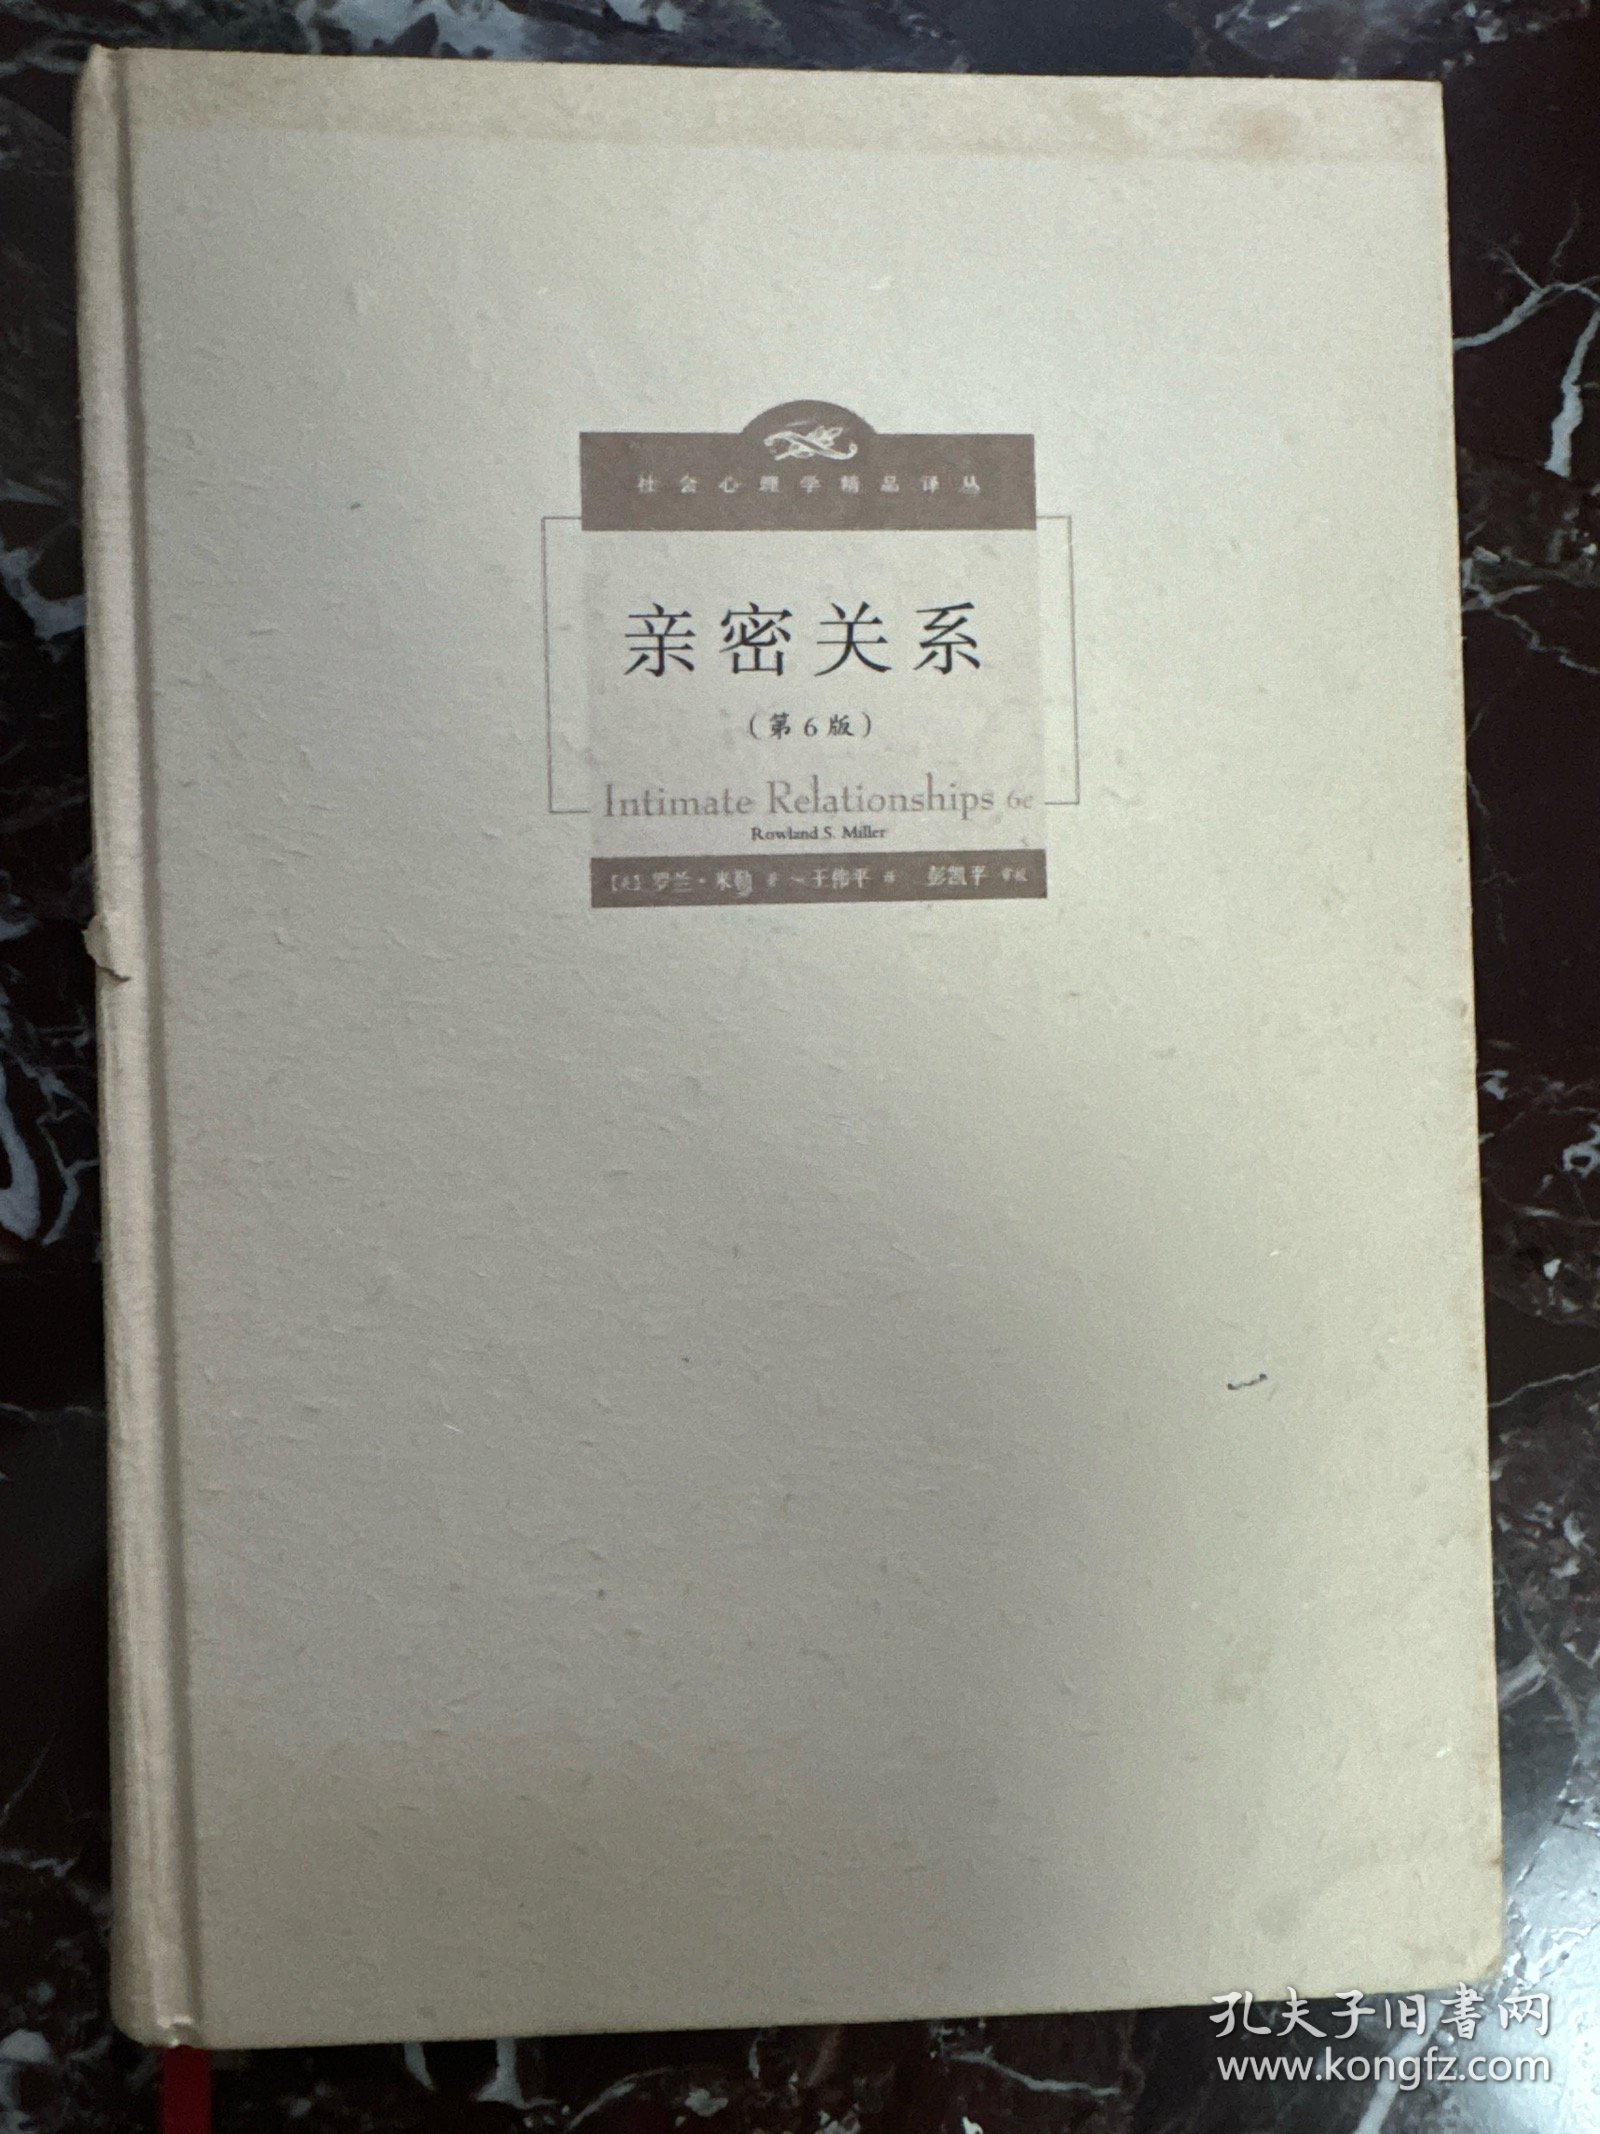 社会心理学精品译丛
亲密关系
（第6版）
Intimate Relationships 6e
Rowland S. Miller
[美] 罗兰·米勒 著 王伟平 译 彭凯平 审校
孔夫子旧书网
www.kongfz.com